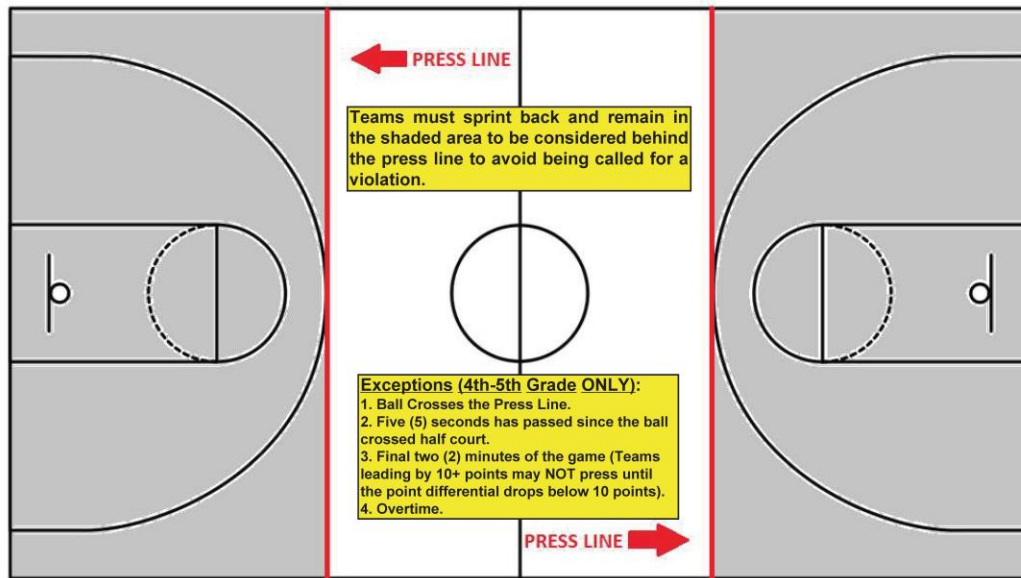 PRESS LINE
Teams must sprint back and remain in
the shaded area to be considered behind
the press line to avoid being called for a
violation.
Exceptions (4th-5th Grade ONLY):
1. Ball Crosses the Press Line.
2. Five (5) seconds has passed since the ball
crossed half court.
3. Final two (2) minutes of the game (Teams
leading by 10+ points may NOT press until
the point differential drops below 10 points).
4. Overtime.
PRESS LINE